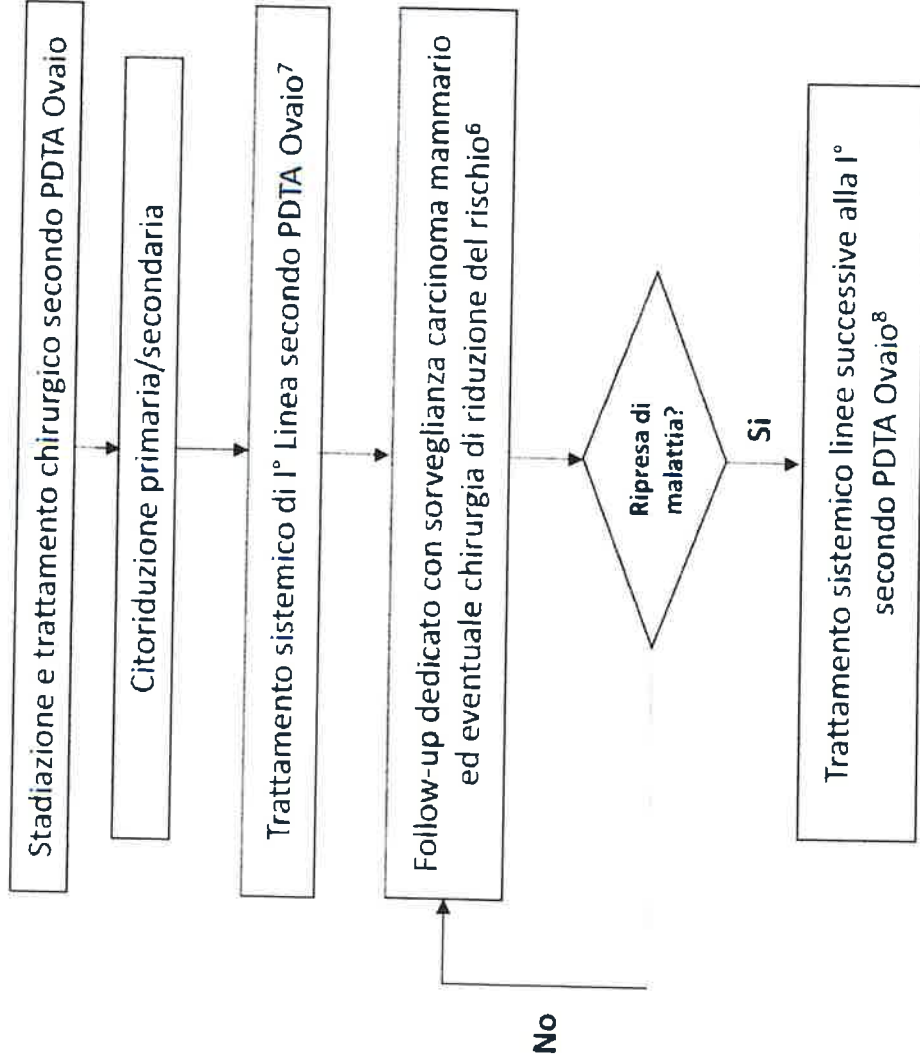 Stadiazione e trattamento chirurgico secondo PDTA Ovaio
Citoriduzione primaria/secondaria
Trattamento sistemico di I° Linea secondo PDTA Ovaio⁷
Follow-up dedicato con sorveglianza carcinoma mammario
ed eventuale chirurgia di riduzione del rischio⁶
Ripresa di
malattia?
No
Si
Trattamento sistemico linee successive alla I°
secondo PDTA Ovaio⁸